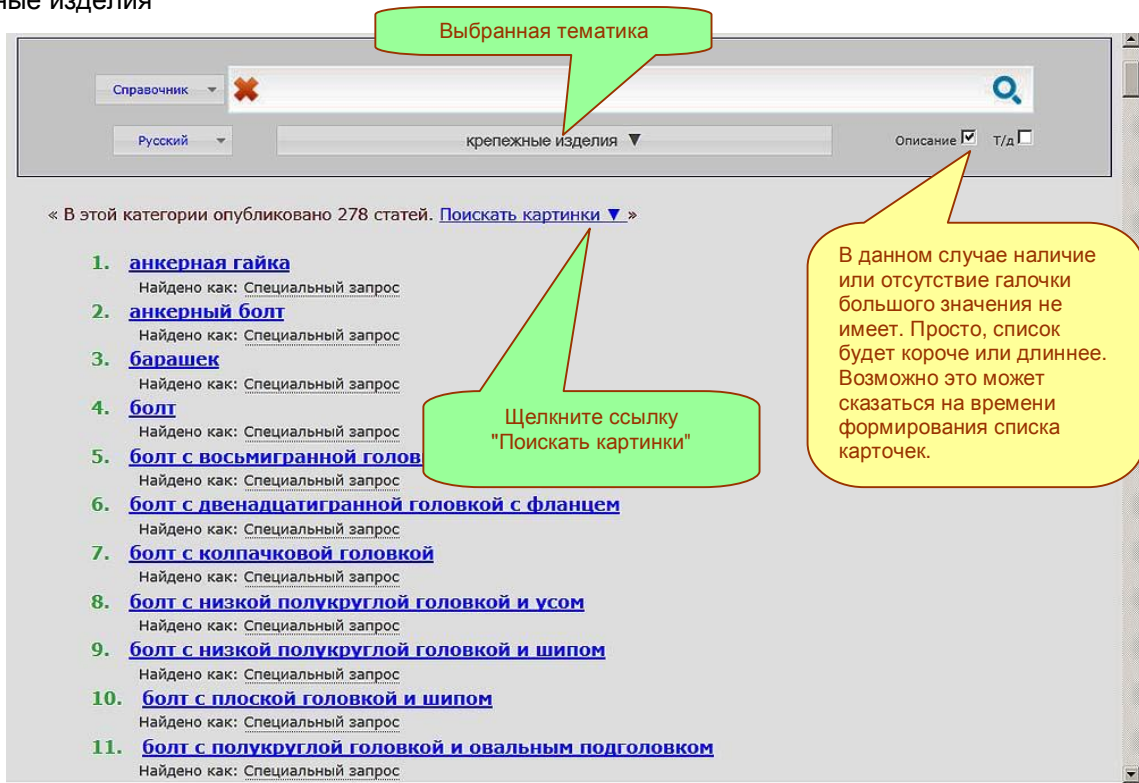 ные изделия
Выбранная тематика
Справочник
Русский
крепежные изделия ▼
Описание
Т/д
« В этой категории опубликовано 278 статей. Поискать картинки ▼ »
1. анкерная гайка
Найдено как: Специальный запрос
2. анкерный болт
Найдено как: Специальный запрос
3. барашек
Найдено как: Специальный запрос
4. болт
Найдено как: Специальный запрос
5. болт с восьмигранной голов
Найдено как: Специальный запрос
6. болт с двенадцатигранной головкой с фланцем
Найдено как: Специальный запрос
7. болт с колпачковой головкой
Найдено как: Специальный запрос
8. болт с низкой полукруглой головкой и усом
Найдено как: Специальный запрос
9. болт с низкой полукруглой головкой и шипом
Найдено как: Специальный запрос
10. болт с плоской головкой и шипом
Найдено как: Специальный запрос
11. болт с полукруглой головкой и овальным подголовком
Найдено как: Специальный запрос
Щелкните ссылку
"Поискать картинки"
В данном случае наличие
или отсутствие галочки
большого значения не
имеет. Просто, список
будет короче или длиннее.
Возможно это может
сказаться на времени
формирования списка
карточек.